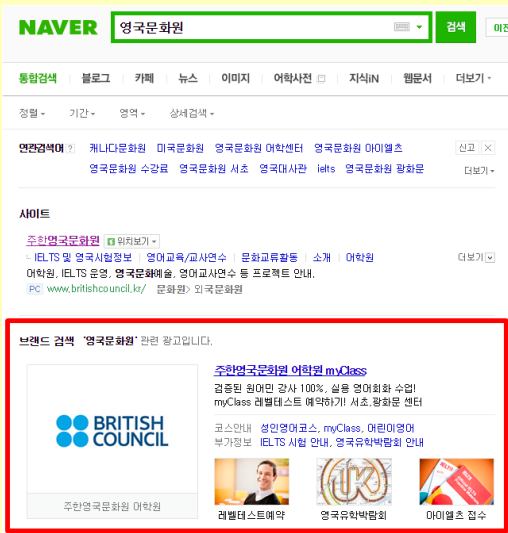 NAVER 영국문화원 검색
통합검색 블로그 카페 뉴스 이미지 어학사전 지식iN 웹문서 더보기
정렬 기간 영역 상세검색
연관검색어 ? 캐나다문화원 미국문화원 영국문화원 어학센터 영국문화원 아이엘츠 신고 ×
영국문화원 수강료 영국문화원 서초 영국대사관 ielts 영국문화원 광화문 더보기
사이트
주한영국문화원 위치보기
IELTS 및 영국시험정보 영어교육/교사연수 문화교류활동 소개 어학원 더보기
어학원, IELTS 운영, 영국문화예술, 영어교사연수 등 프로젝트 안내.
PC www.britishcouncil.kr/ 문화원> 외국문화원
브랜드 검색 '영국문화원' 관련 광고입니다.
주한영국문화원 어학원 myClass
검증된 원어민 강사 100%, 실용 영어회화 수업!
myClass 레벨테스트 예약하기! 서초,광화문 센터
BRITISH
COUNCIL
코스안내 성인영어코스, myClass, 어린이영어
부가정보 IELTS 시험 안내, 영국유학박람회 안내
UK
주한영국문화원 어학원
레벨테스트예약 영국유학박람회 아이엘츠 접수